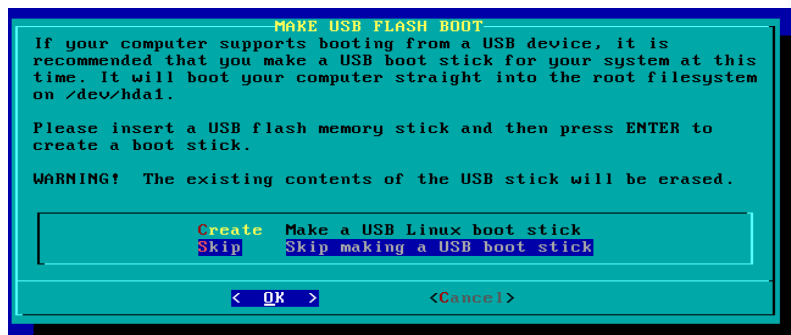 MAKE USB FLASH BOOT
If your computer supports booting from a USB device, it is
recommended that you make a USB boot stick for your system at this
time. It will boot your computer straight into the root filesystem
on /dev/hda1.
Please insert a USB flash memory stick and then press ENTER to
create a boot stick.
WARNING!  The existing contents of the USB stick will be erased.
Create  Make a USB Linux boot stick
Skip    Skip making a USB boot stick
<  OK  >    <Cancel>